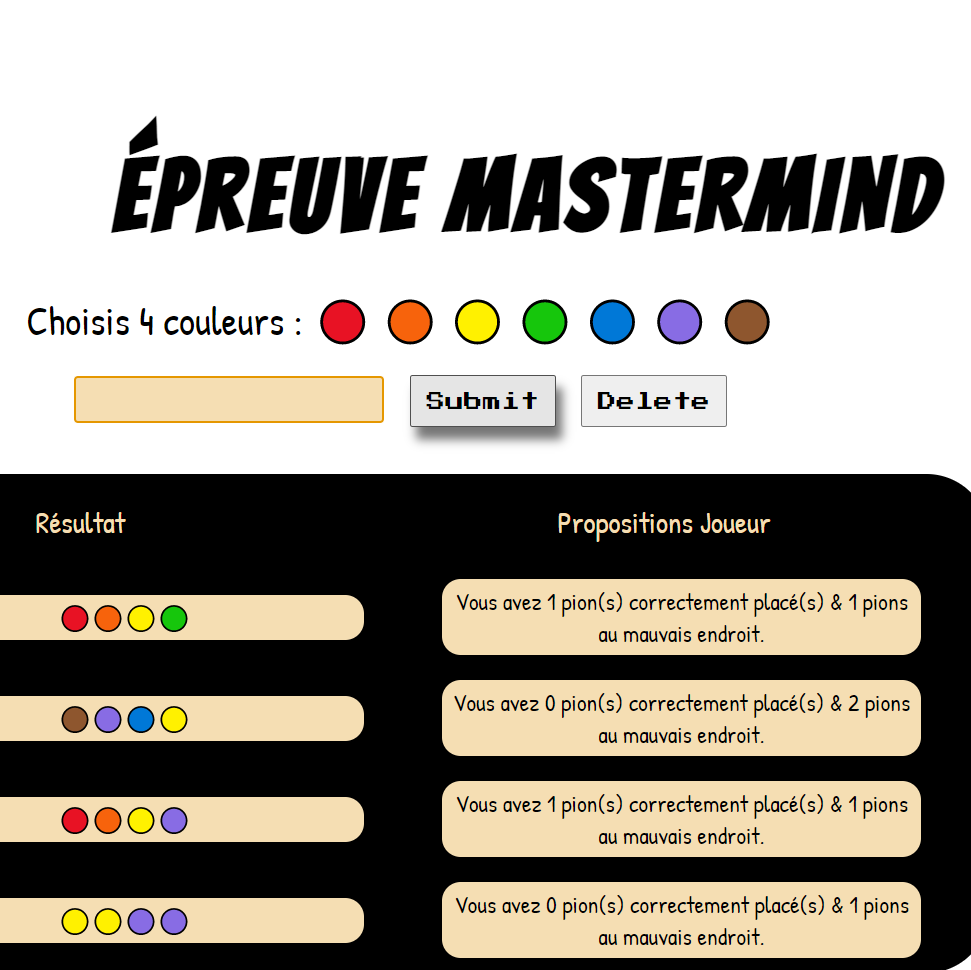 ÉPREUVE MASTERMIND
Choisis 4 couleurs :
Submit
Delete
Résultat
Propositions Joueur
Vous avez 1 pion(s) correctement placé(s) & 1 pions
au mauvais endroit.
Vous avez 0 pion(s) correctement placé(s) & 2 pions
au mauvais endroit.
Vous avez 1 pion(s) correctement placé(s) & 1 pions
au mauvais endroit.
Vous avez 0 pion(s) correctement placé(s) & 1 pions
au mauvais endroit.